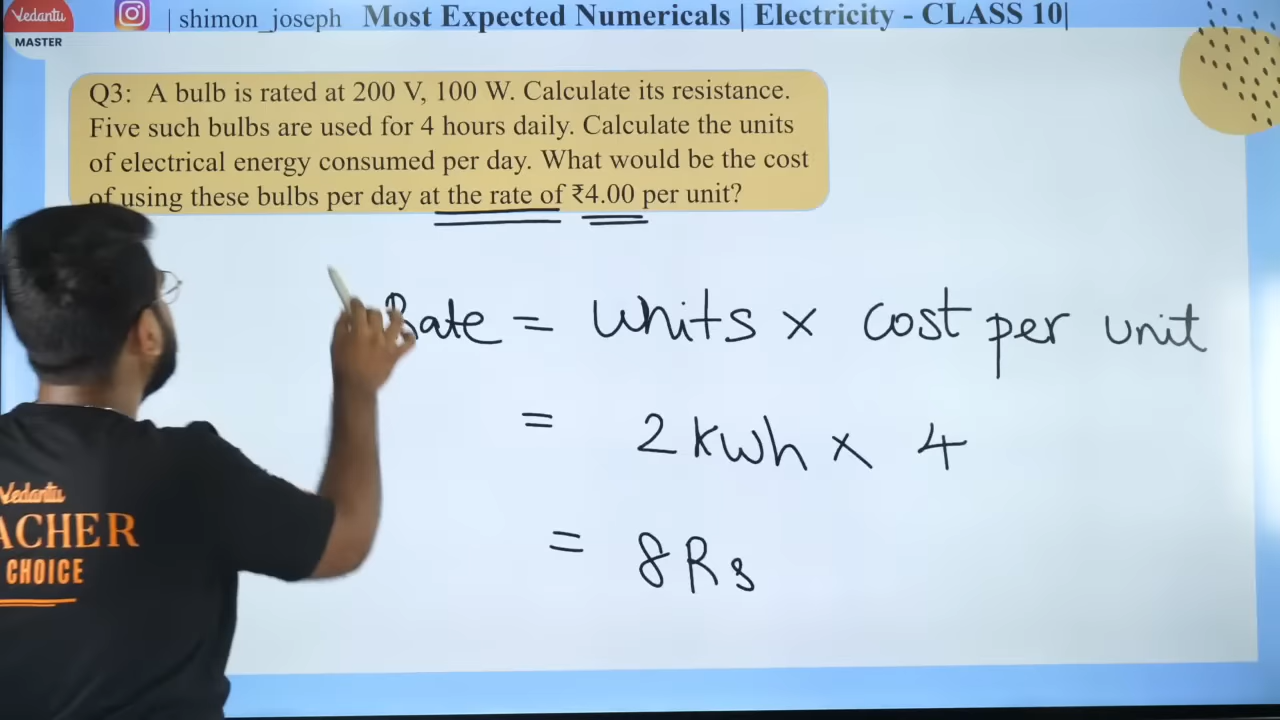 Vedantu
MASTER
| shimon_joseph
Most Expected Numericals | Electricity - CLASS 10|
Q3: A bulb is rated at 200 V, 100 W. Calculate its resistance.
Five such bulbs are used for 4 hours daily. Calculate the units
of electrical energy consumed per day. What would be the cost
of using these bulbs per day at the rate of ₹4.00 per unit?
Rate = units × cost per unit
= 2 kwh × 4
= 8 Rs
Vedantu
ACHER
CHOICE